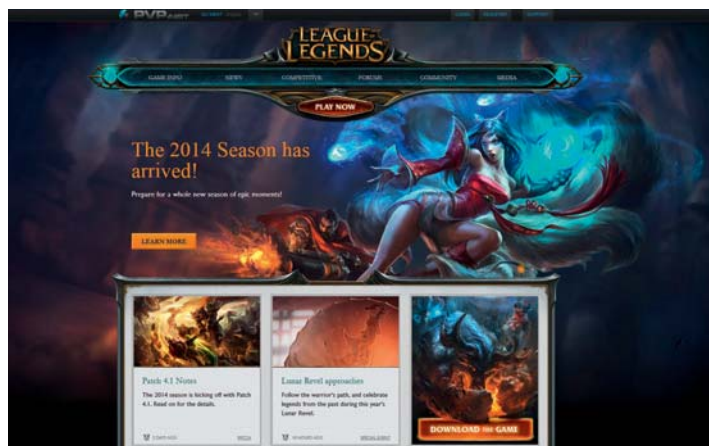 PVP.NET
LEAGUE OF
LEGENDS
GAME INFO
NEWS
COMPETITIVE
FORUMS
COMMUNITY
MEDIA
PLAY NOW
The 2014 Season has
arrived!
Prepare for a whole new season of epic moments!
LEARN MORE
Patch 4.1 Notes
The 2014 season is kicking off with Patch
4.1. Read on for the details.
Lunar Revel approaches
Follow the warrior's path, and celebrate
legends from the past during this year's
Lunar Revel.
SPECIAL EVENT
DOWNLOAD THE GAME